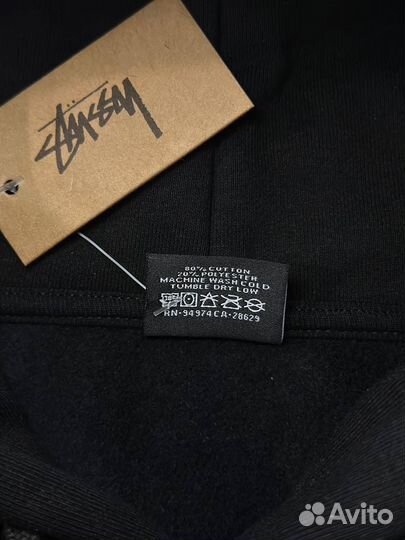 Stüssy
80% COTTON
20% POLYESTER
MACHINE WASH COLD
TUMBLE DRY LOW
RN-94974 CA-28629
Avito